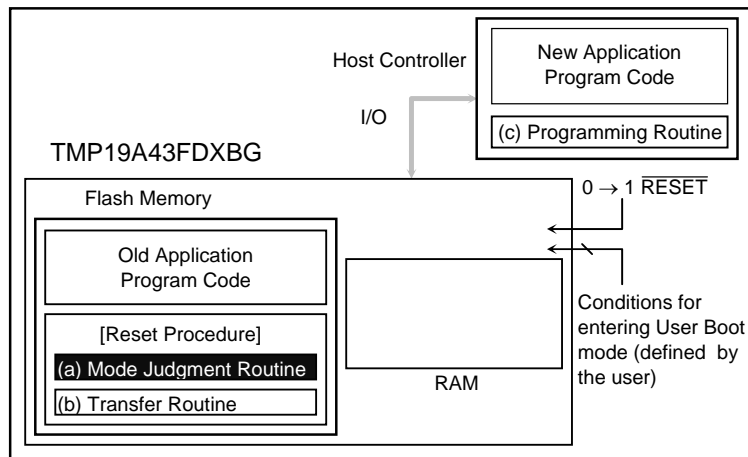 Host Controller
New Application
Program Code
(c) Programming Routine
I/O
TMP19A43FDXBG
0 → 1 RESET
Flash Memory
Old Application
Program Code
[Reset Procedure]
(a) Mode Judgment Routine
(b) Transfer Routine
RAM
Conditions for
entering User Boot
mode (defined by
the user)